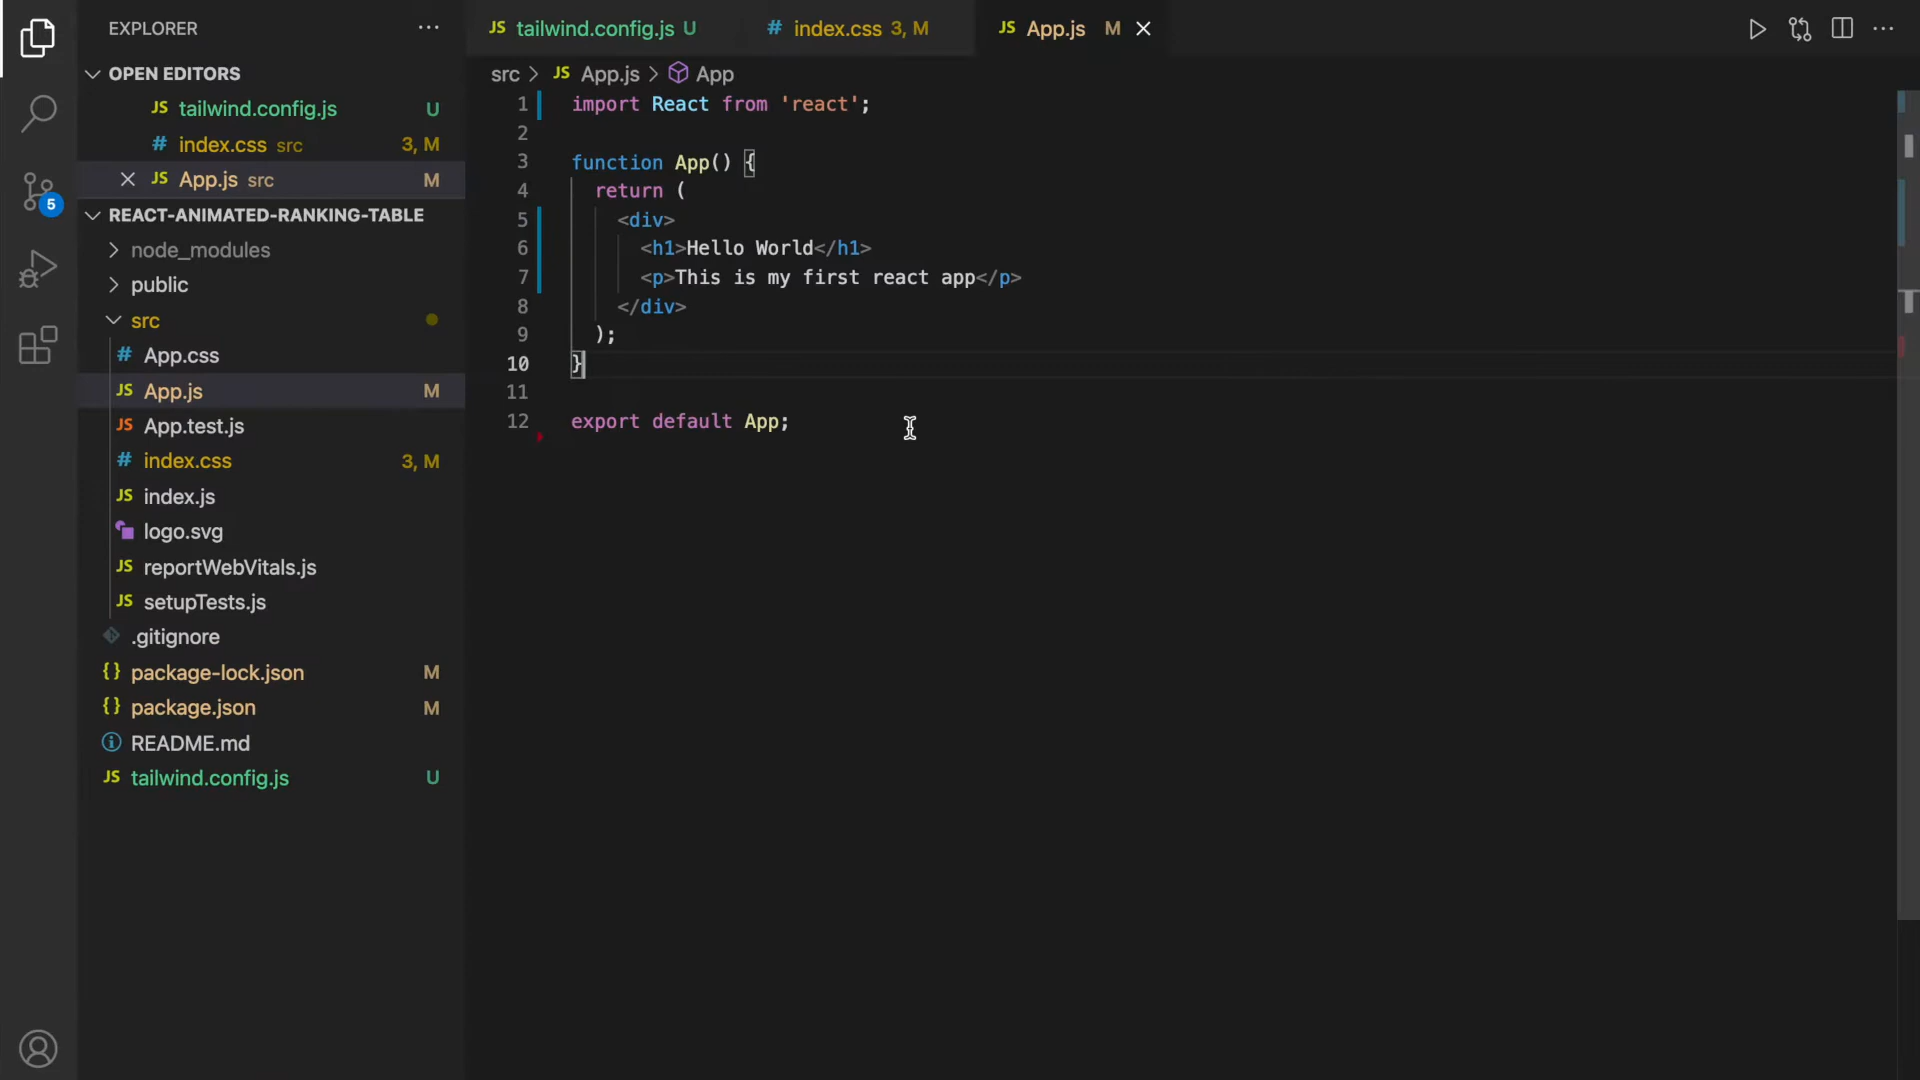 EXPLORER
OPEN EDITORS
JS tailwind.config.js U
# index.css src 3, M
JS App.js src M
REACT-ANIMATED-RANKING-TABLE
node_modules
public
src
# App.css
JS App.js M
JS App.test.js
# index.css 3, M
JS index.js
logo.svg
JS reportWebVitals.js
JS setupTests.js
.gitignore
{} package-lock.json M
{} package.json M
README.md
JS tailwind.config.js U
5
JS tailwind.config.js U # index.css 3, M JS App.js M
src > JS App.js > App
1 import React from 'react';
2
3 function App() {
4 return (
5 <div>
6 <h1>Hello World</h1>
7 <p>This is my first react app</p>
8 </div>
9 );
10 }
11
12 export default App;